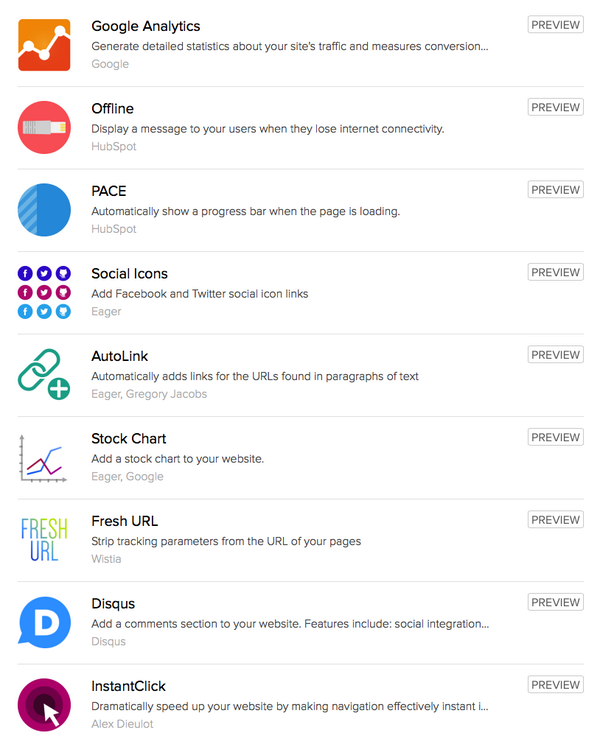 Google Analytics
PREVIEW
Generate detailed statistics about your site's traffic and measures conversion...
Google
Offline
PREVIEW
Display a message to your users when they lose internet connectivity.
HubSpot
PACE
PREVIEW
Automatically show a progress bar when the page is loading.
HubSpot
Social Icons
PREVIEW
Add Facebook and Twitter social icon links
Eager
AutoLink
PREVIEW
Automatically adds links for the URLs found in paragraphs of text
Eager, Gregory Jacobs
Stock Chart
PREVIEW
Add a stock chart to your website.
Eager, Google
FRESH
URL
Fresh URL
PREVIEW
Strip tracking parameters from the URL of your pages
Wistia
D
Disqus
PREVIEW
Add a comments section to your website. Features include: social integration...
Disqus
InstantClick
PREVIEW
Dramatically speed up your website by making navigation effectively instant i...
Alex Dieulot